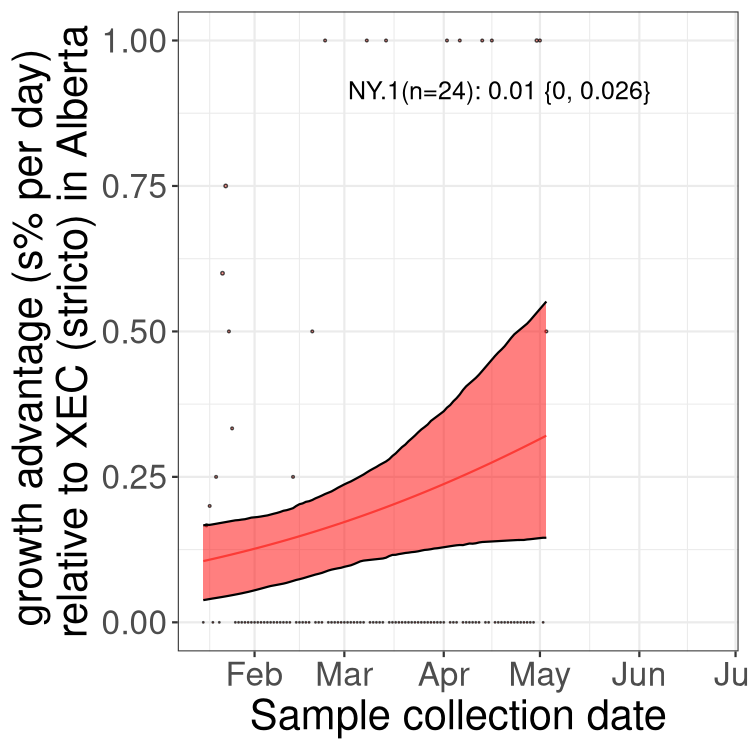 growth advantage (s% per day)
relative to XEC (stricto) in Alberta
1.00
0.75
0.50
0.25
0.00
NY.1(n=24): 0.01 {0, 0.026}
Feb Mar Apr May Jun Ju
Sample collection date